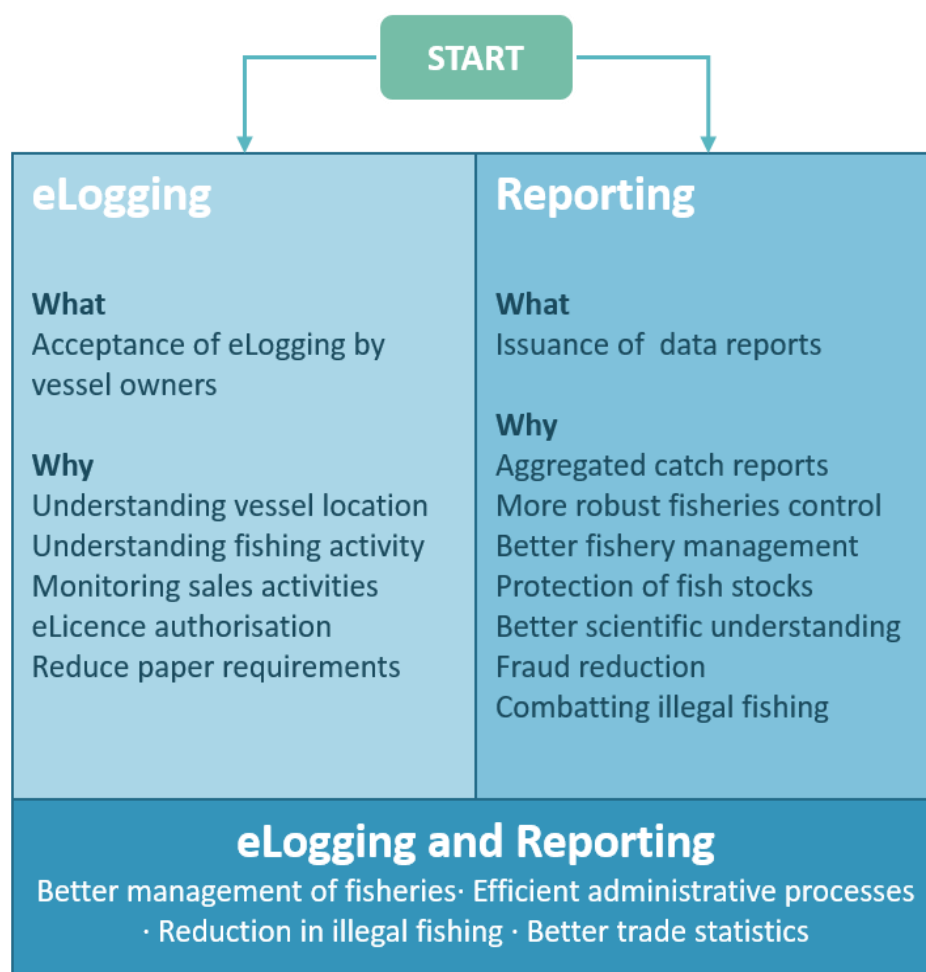 START
eLogging
What
Acceptance of eLogging by
vessel owners
Why
Understanding vessel location
Understanding fishing activity
Monitoring sales activities
eLicence authorisation
Reduce paper requirements
Reporting
What
Issuance of  data reports
Why
Aggregated catch reports
More robust fisheries control
Better fishery management
Protection of fish stocks
Better scientific understanding
Fraud reduction
Combatting illegal fishing
eLogging and Reporting
Better management of fisheries· Efficient administrative processes
· Reduction in illegal fishing · Better trade statistics